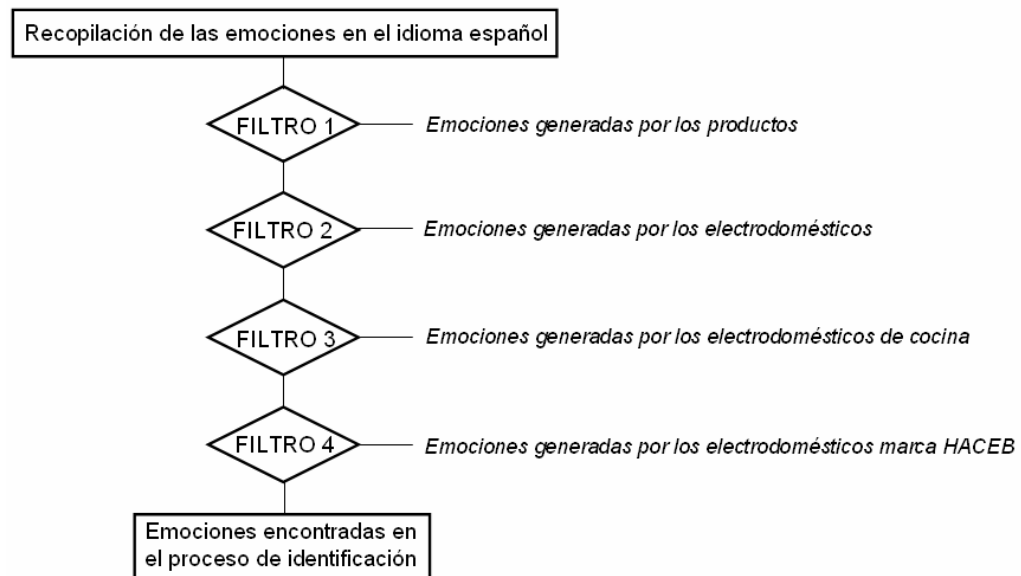 Recopilación de las emociones en el idioma español
FILTRO 1
Emociones generadas por los productos
FILTRO 2
Emociones generadas por los electrodomésticos
FILTRO 3
Emociones generadas por los electrodomésticos de cocina
FILTRO 4
Emociones generadas por los electrodomésticos marca HACEB
Emociones encontradas en
el proceso de identificación